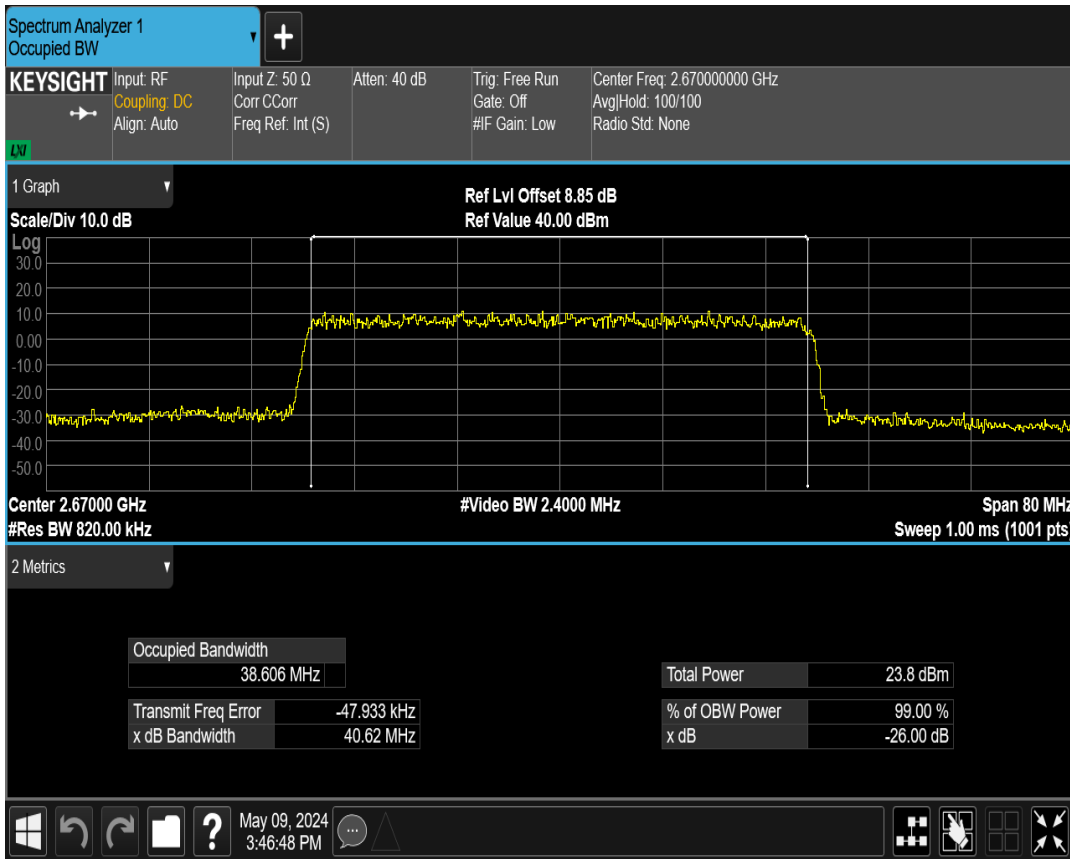 Spectrum Analyzer 1
Occupied BW
+
KEYSIGHT
LXI
Input: RF
Coupling: DC
Align: Auto
Input Z: 50 Ω
Corr CCorr
Freq Ref: Int (S)
Atten: 40 dB
Trig: Free Run
Gate: Off
#IF Gain: Low
Center Freq: 2.670000000 GHz
Avg|Hold: 100/100
Radio Std: None
1 Graph
Scale/Div 10.0 dB
Ref Lvl Offset 8.85 dB
Ref Value 40.00 dBm
Log
30.0
20.0
10.0
0.00
-10.0
-20.0
-30.0
-40.0
-50.0
Center 2.67000 GHz
#Video BW 2.4000 MHz
Span 80 MHz
#Res BW 820.00 kHz
Sweep 1.00 ms (1001 pts)
2 Metrics
Occupied Bandwidth
38.606 MHz
Total Power 23.8 dBm
Transmit Freq Error -47.933 kHz
% of OBW Power 99.00 %
x dB Bandwidth 40.62 MHz
x dB -26.00 dB
?
May 09, 2024
3:46:48 PM